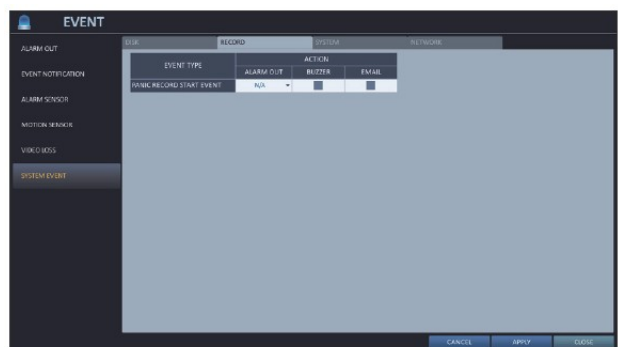 EVENT
DISK RECORD SYSTEM NETWORK
ALARM OUT
EVENT TYPE ACTION
ALARM OUT BUZZER EMAIL
PANIC RECORD START EVENT N/A
EVENT NOTIFICATION
ALARM SENSOR
MOTION SENSOR
VIDEO LOSS
SYSTEM EVENT
CANCEL APPLY CLOSE